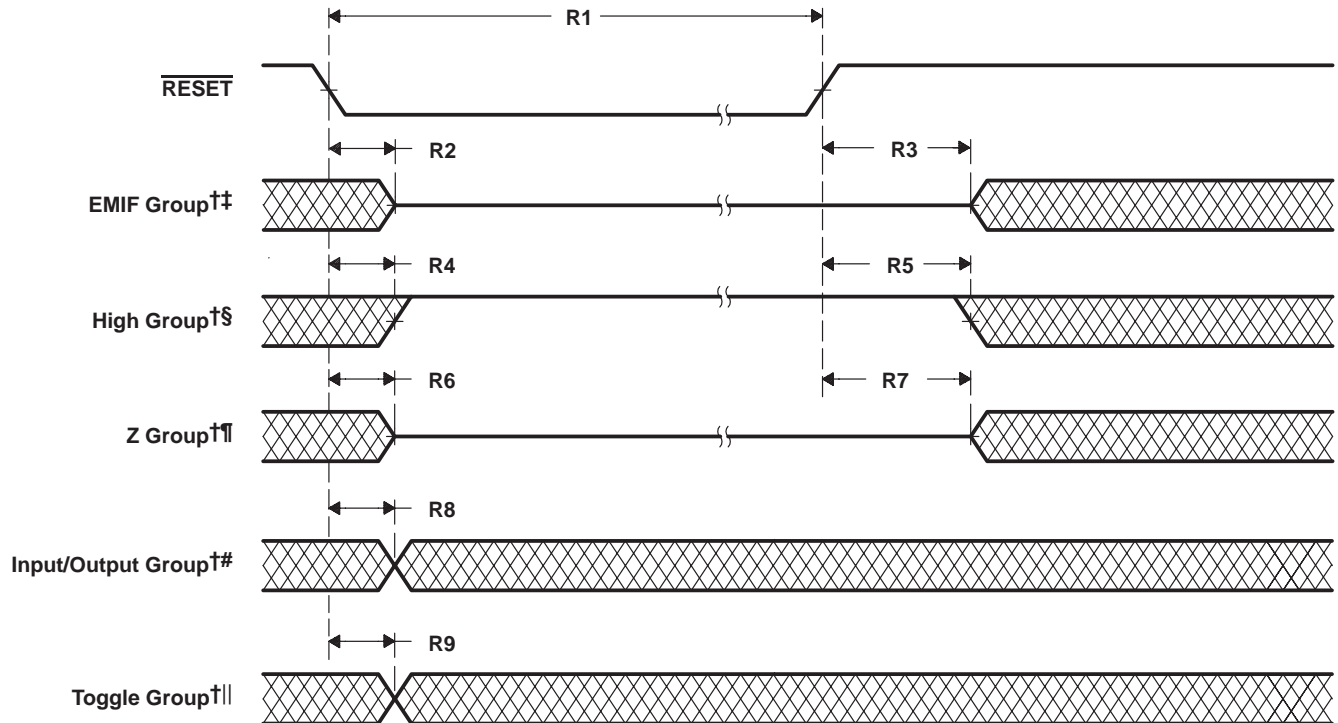 R1
RESET
R2
R3
EMIF Group†‡
R4
R5
High Group†§
R6
R7
Z Group†¶
R8
Input/Output Group†#
R9
Toggle Group†||